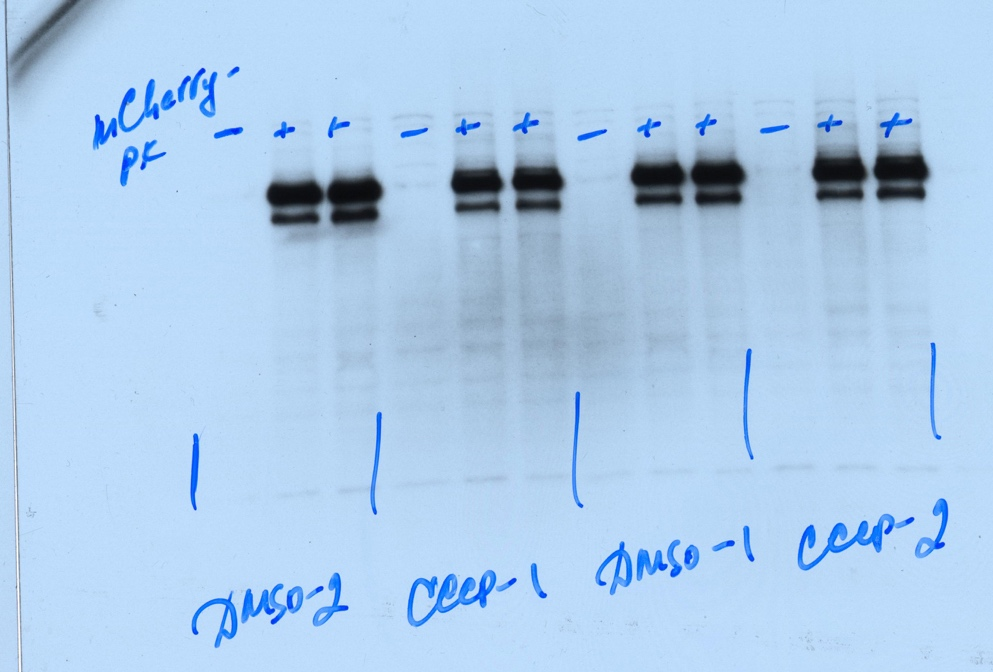 mCherry-
PK
- + + - + + - + + - + +
DMSO-2 CCCP-1 DMSO-1 CCCP-2